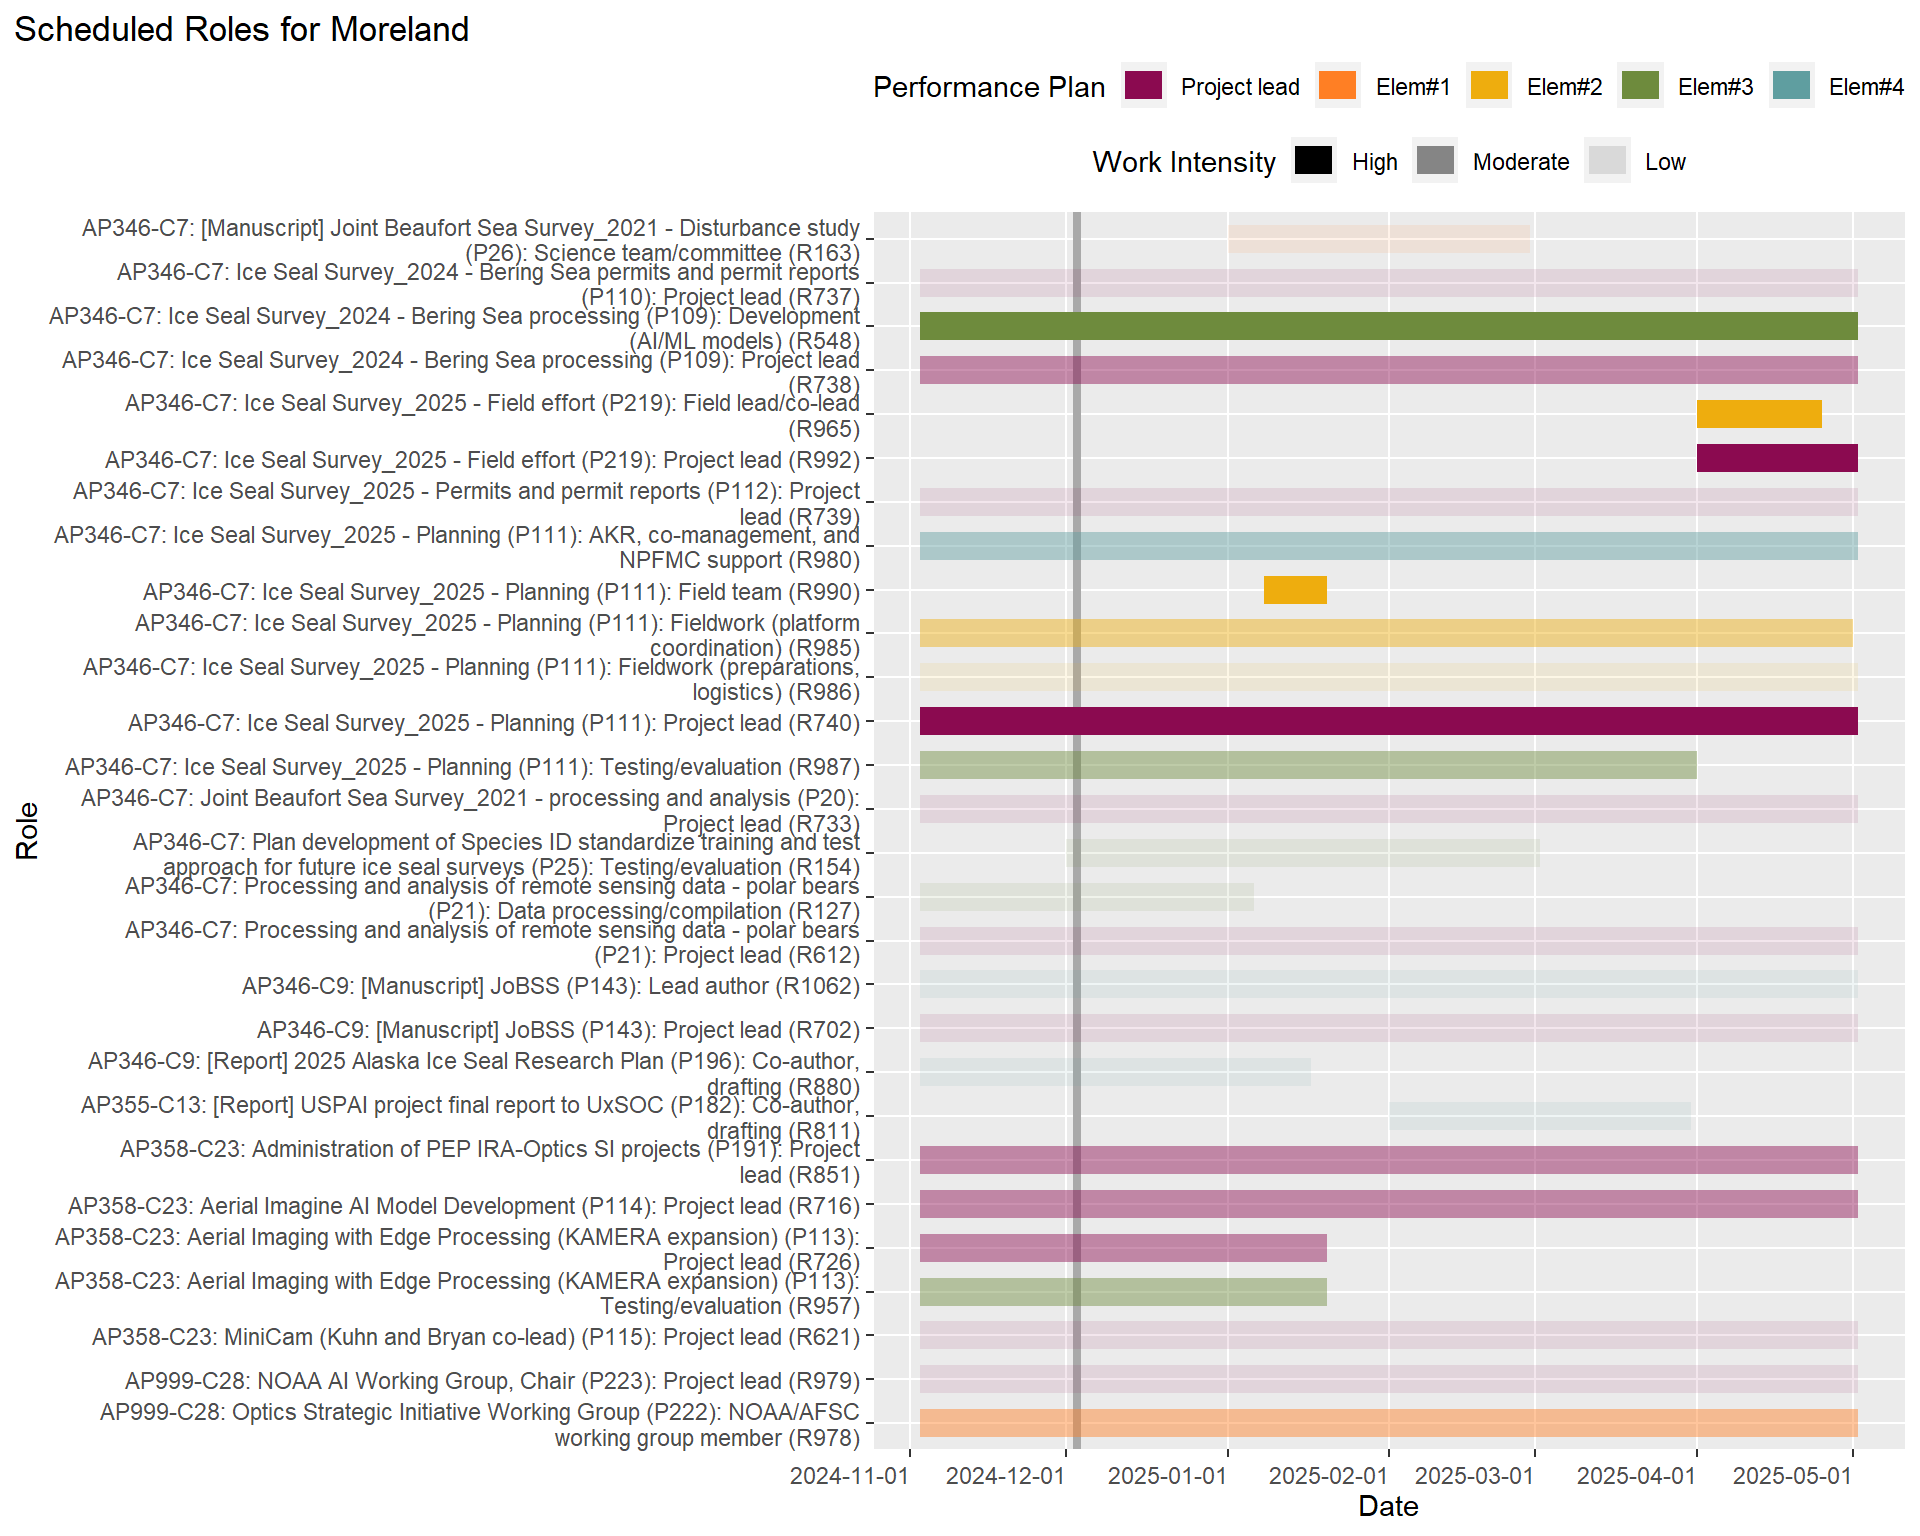 Scheduled Roles for Moreland
Performance Plan Project lead Elem#1 Elem#2 Elem#3 Elem#4
Work Intensity High Moderate Low
AP346-C7: [Manuscript] Joint Beaufort Sea Survey_2021 - Disturbance study
(P26): Science team/committee (R163)
AP346-C7: Ice Seal Survey_2024 - Bering Sea permits and permit reports
(P110): Project lead (R737)
AP346-C7: Ice Seal Survey_2024 - Bering Sea processing (P109): Development
(AI/ML models) (R548)
AP346-C7: Ice Seal Survey_2024 - Bering Sea processing (P109): Project lead
(R738)
AP346-C7: Ice Seal Survey_2025 - Field effort (P219): Field lead/co-lead
(R965)
AP346-C7: Ice Seal Survey_2025 - Field effort (P219): Project lead (R992)
AP346-C7: Ice Seal Survey_2025 - Permits and permit reports (P112): Project
lead (R739)
AP346-C7: Ice Seal Survey_2025 - Planning (P111): AKR, co-management, and
NPFMC support (R980)
AP346-C7: Ice Seal Survey_2025 - Planning (P111): Field team (R990)
AP346-C7: Ice Seal Survey_2025 - Planning (P111): Fieldwork (platform
coordination) (R985)
AP346-C7: Ice Seal Survey_2025 - Planning (P111): Fieldwork (preparations,
logistics) (R986)
AP346-C7: Ice Seal Survey_2025 - Planning (P111): Project lead (R740)
AP346-C7: Ice Seal Survey_2025 - Planning (P111): Testing/evaluation (R987)
AP346-C7: Joint Beaufort Sea Survey_2021 - processing and analysis (P20):
Project lead (R733)
AP346-C7: Plan development of Species ID standardize training and test
approach for future ice seal surveys (P25): Testing/evaluation (R154)
AP346-C7: Processing and analysis of remote sensing data - polar bears
(P21): Data processing/compilation (R127)
AP346-C7: Processing and analysis of remote sensing data - polar bears
(P21): Project lead (R612)
AP346-C9: [Manuscript] JoBSS (P143): Lead author (R1062)
AP346-C9: [Manuscript] JoBSS (P143): Project lead (R702)
AP346-C9: [Report] 2025 Alaska Ice Seal Research Plan (P196): Co-author,
drafting (R880)
AP355-C13: [Report] USPAI project final report to UxSOC (P182): Co-author,
drafting (R811)
AP358-C23: Administration of PEP IRA-Optics SI projects (P191): Project
lead (R851)
AP358-C23: Aerial Imagine AI Model Development (P114): Project lead (R716)
AP358-C23: Aerial Imaging with Edge Processing (KAMERA expansion) (P113):
Project lead (R726)
AP358-C23: Aerial Imaging with Edge Processing (KAMERA expansion) (P113):
Testing/evaluation (R957)
AP358-C23: MiniCam (Kuhn and Bryan co-lead) (P115): Project lead (R621)
AP999-C28: NOAA AI Working Group, Chair (P223): Project lead (R979)
AP999-C28: Optics Strategic Initiative Working Group (P222): NOAA/AFSC
working group member (R978)
Role
2024-11-01 2024-12-01 2025-01-01 2025-02-01 2025-03-01 2025-04-01 2025-05-01
Date